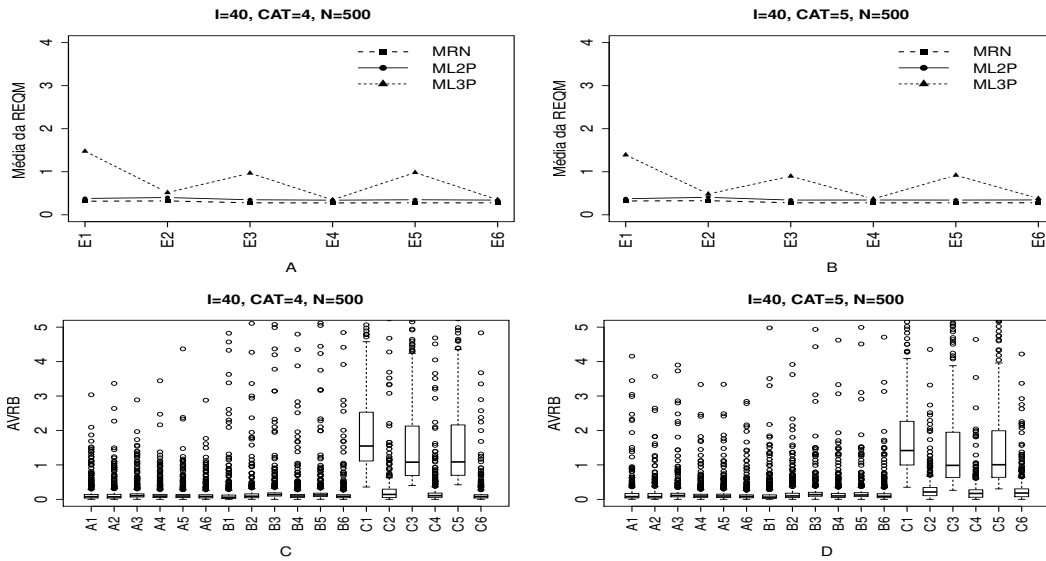 I=40, CAT=4, N=500
Média da REQM
4
3
2
1
0
MRN
ML2P
ML3P
E1 E2 E3 E4 E5 E6
A
I=40, CAT=5, N=500
Média da REQM
4
3
2
1
0
MRN
ML2P
ML3P
E1 E2 E3 E4 E5 E6
B
I=40, CAT=4, N=500
AVRB
5
4
3
2
1
0
A1 A2 A3 A4 A5 A6 B1 B2 B3 B4 B5 B6 C1 C2 C3 C4 C5 C6
C
I=40, CAT=5, N=500
AVRB
5
4
3
2
1
0
A1 A2 A3 A4 A5 A6 B1 B2 B3 B4 B5 B6 C1 C2 C3 C4 C5 C6
D